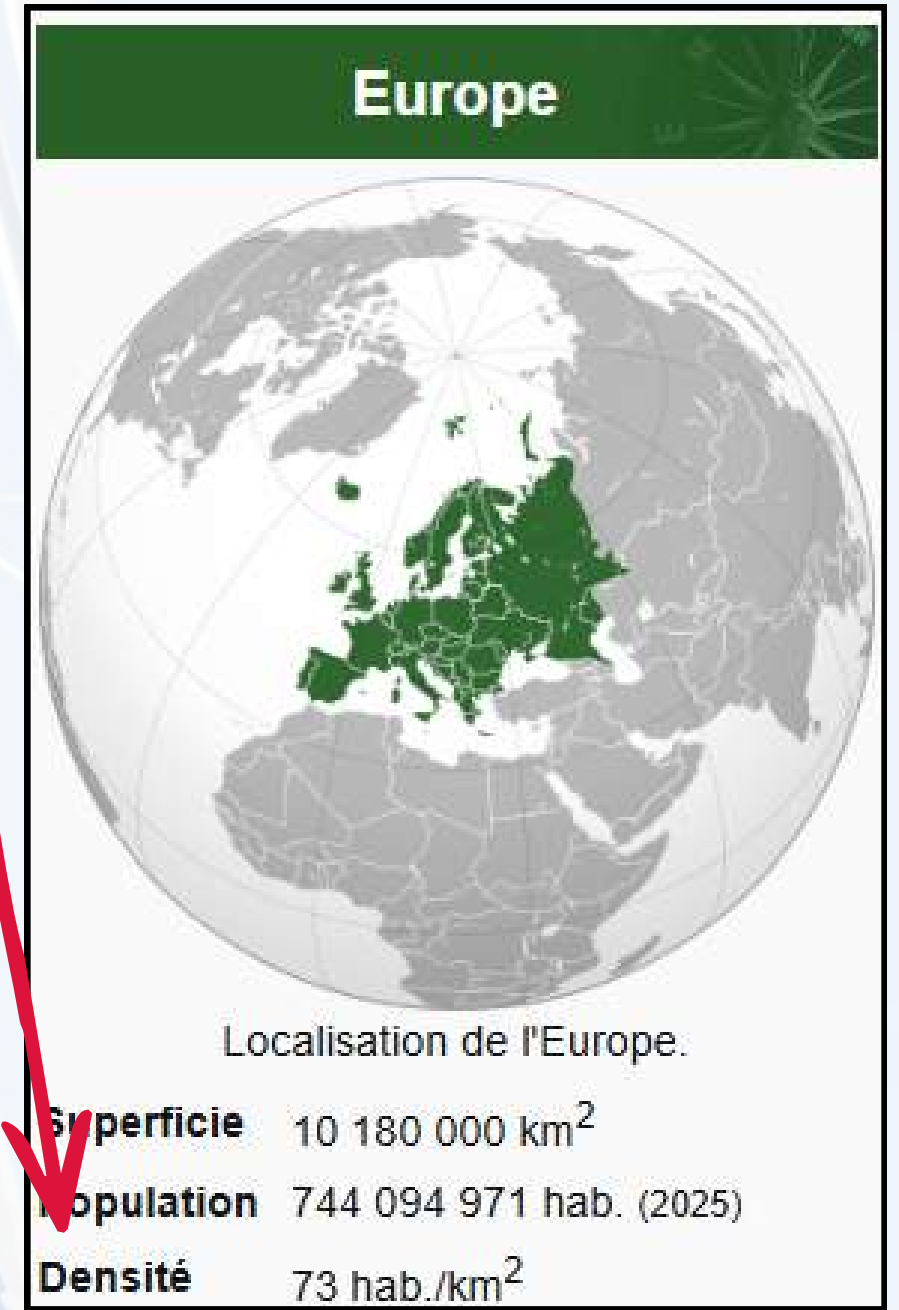 Europe
Localisation de l'Europe.
Superficie 10 180 000 km²
Population 744 094 971 hab. (2025)
Densité 73 hab./km²